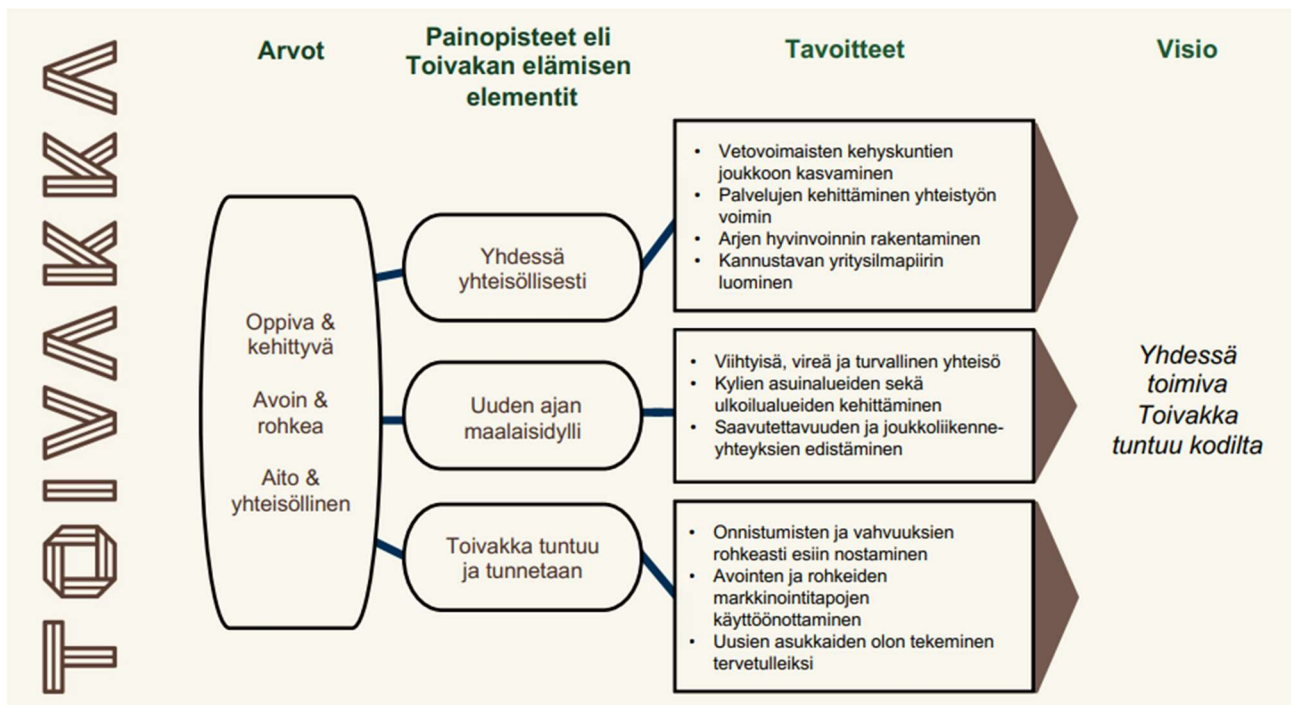 TOIVAKKA
Arvot
Painopisteet eli
Toivakan elämisen
elementit
Tavoitteet
Visio
Oppiva &
kehittyvä
Avoin &
rohkea
Aito &
yhteisöllinen
Yhdessä
yhteisöllisesti
Uuden ajan
maalaisidylli
Toivakka tuntuu
ja tunnetaan
• Vetovoimaisten kehyskuntien
joukkoon kasvaminen
• Palvelujen kehittäminen yhteistyön
voimin
• Arjen hyvinvoinnin rakentaminen
• Kannustavan yritysilmapiirin
luominen
• Viihtyisä, vireä ja turvallinen yhteisö
• Kylien asuinalueiden sekä
ulkoilualueiden kehittäminen
• Saavutettavuuden ja joukkoliikenne-
yhteyksien edistäminen
• Onnistumisten ja vahvuuksien
rohkeasti esiin nostaminen
• Avointen ja rohkeiden
markkinointitapojen
käyttöönottaminen
• Uusien asukkaiden olon tekeminen
tervetulleiksi
Yhdessä
toimiva
Toivakka
tuntuu kodilta